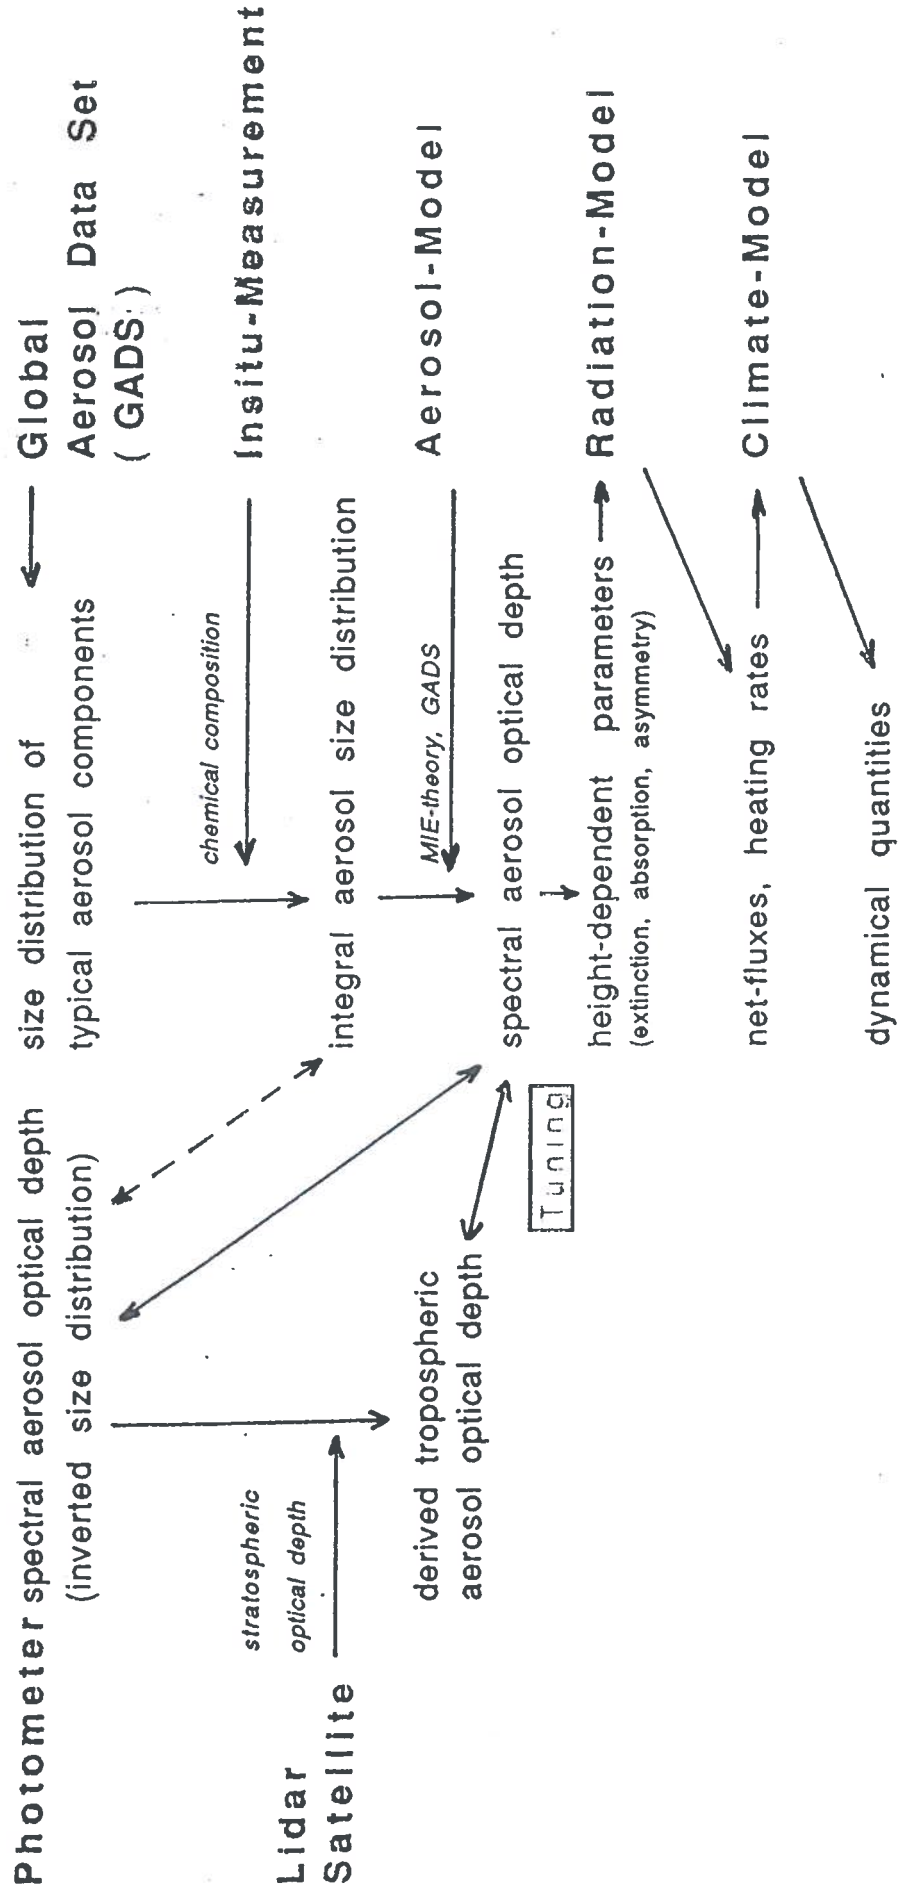 Photometer
spectral aerosol optical depth
(inverted size distribution)
size distribution of
typical aerosol components
Global
Aerosol Data Set
(GADS)
chemical composition
Insitu-Measurement
Lidar
Satellite
stratospheric
optical depth
integral aerosol size distribution
MIE-theory, GADS
Aerosol-Model
derived tropospheric
aerosol optical depth
spectral aerosol optical depth
Tuning
height-dependent parameters
(extinction, absorption, asymmetry)
Radiation-Model
net-fluxes, heating rates
Climate-Model
dynamical quantities